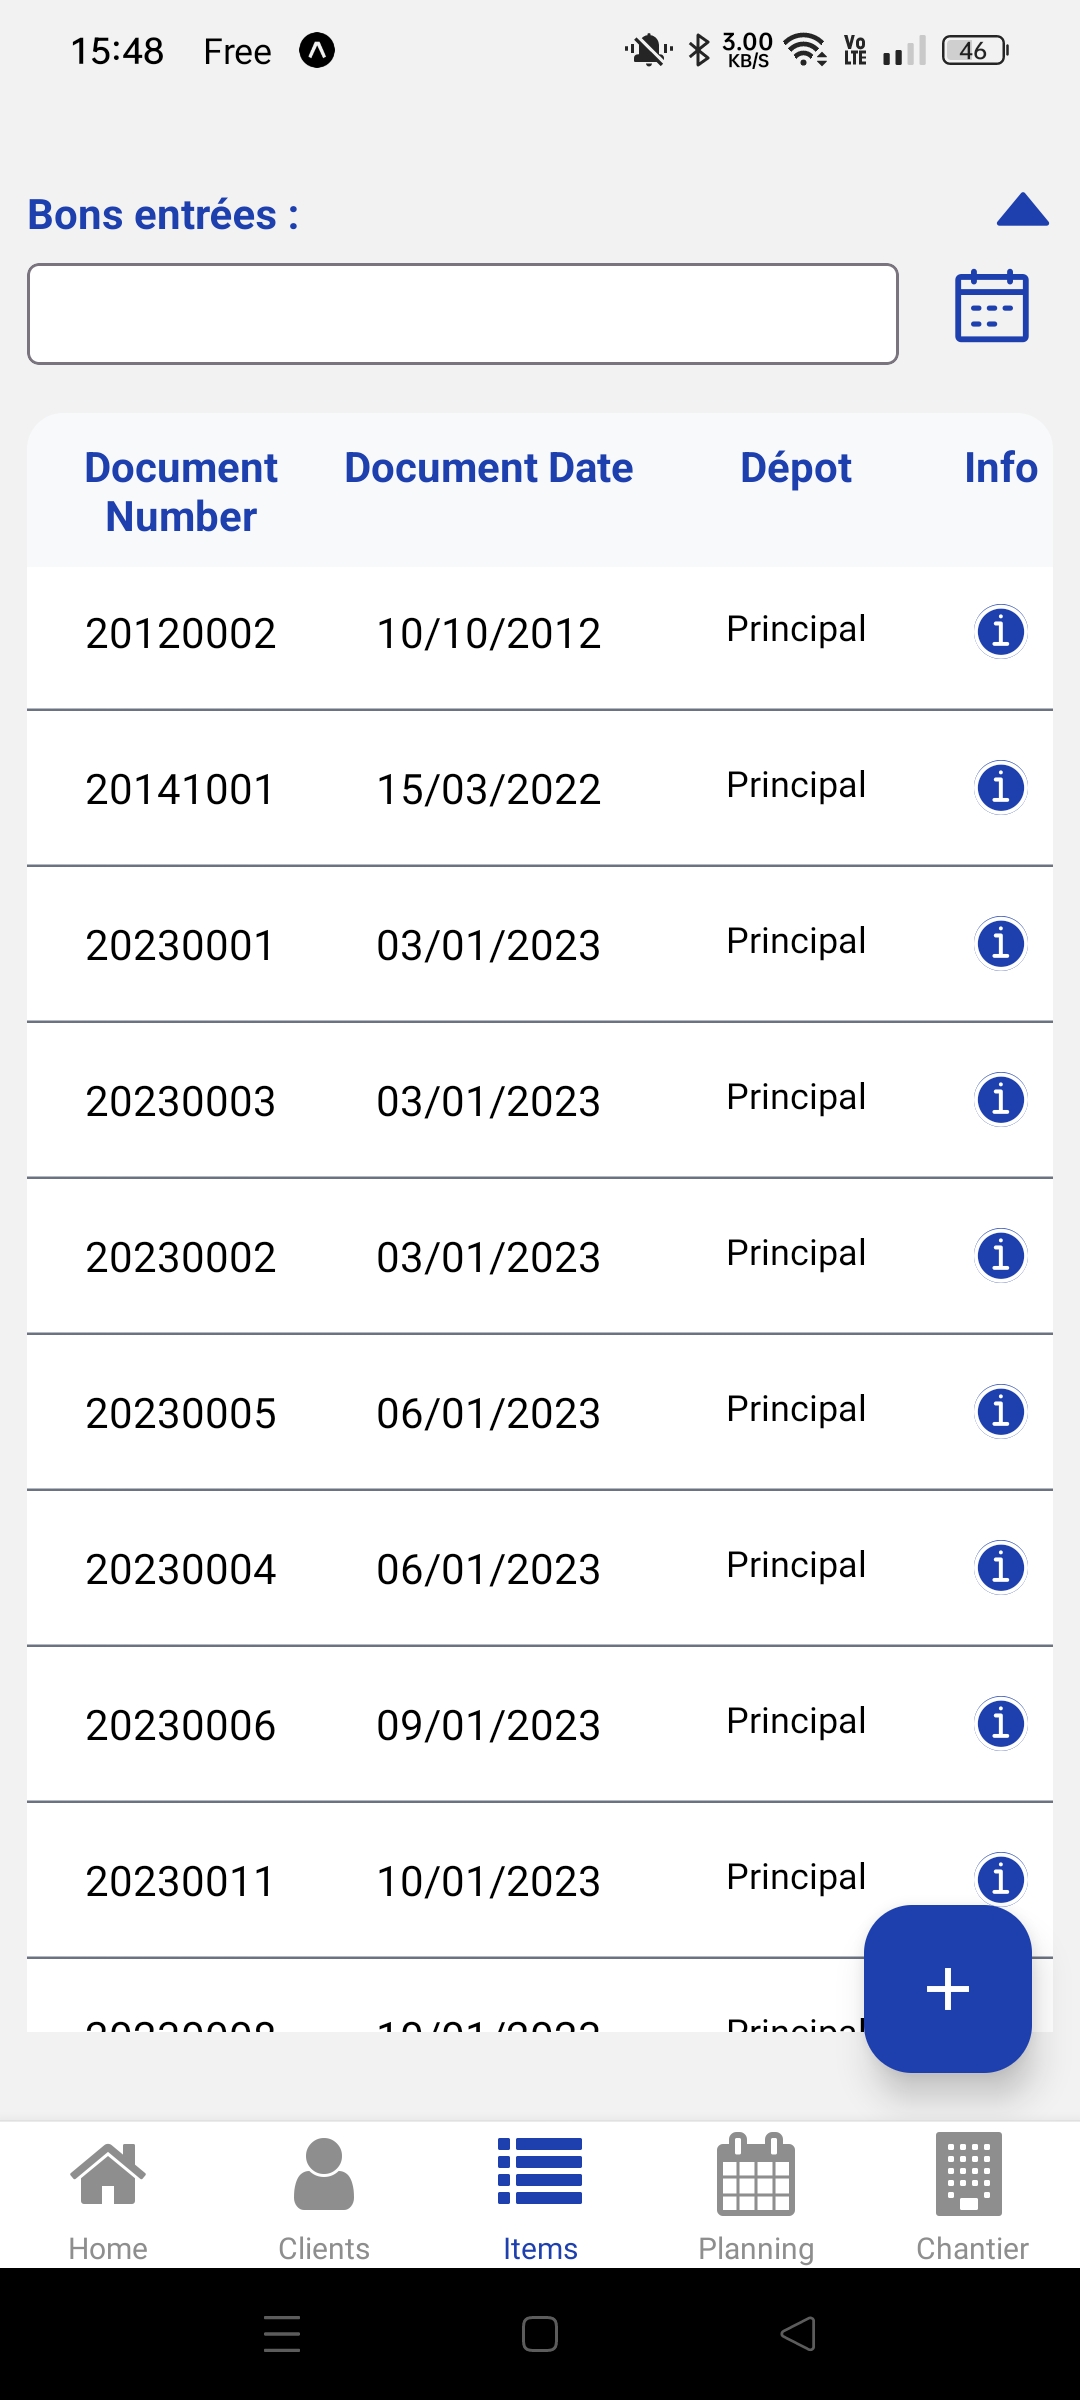 15:48 Free 3.00 KB/S Vo LTE 46
Bons entrées :
Document Number Document Date Dépot Info
20120002 10/10/2012 Principal
20141001 15/03/2022 Principal
20230001 03/01/2023 Principal
20230003 03/01/2023 Principal
20230002 03/01/2023 Principal
20230005 06/01/2023 Principal
20230004 06/01/2023 Principal
20230006 09/01/2023 Principal
20230011 10/01/2023 Principal
Principal
Home Clients Items Planning Chantier